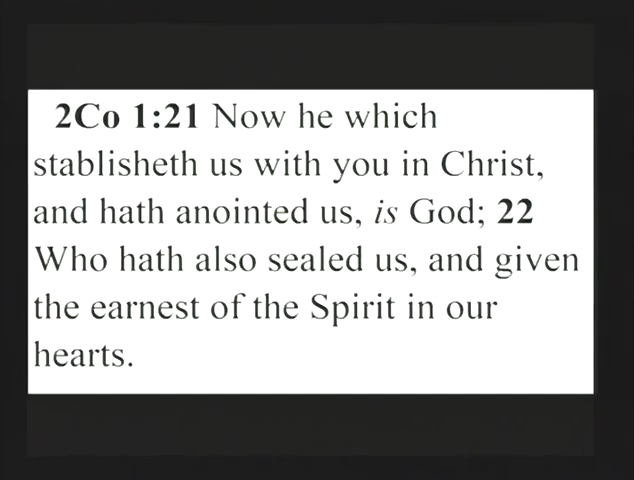 2Co 1:21 Now he which
stablisheth us with you in Christ,
and hath anointed us, is God; 22
Who hath also sealed us, and given
the earnest of the Spirit in our
hearts.